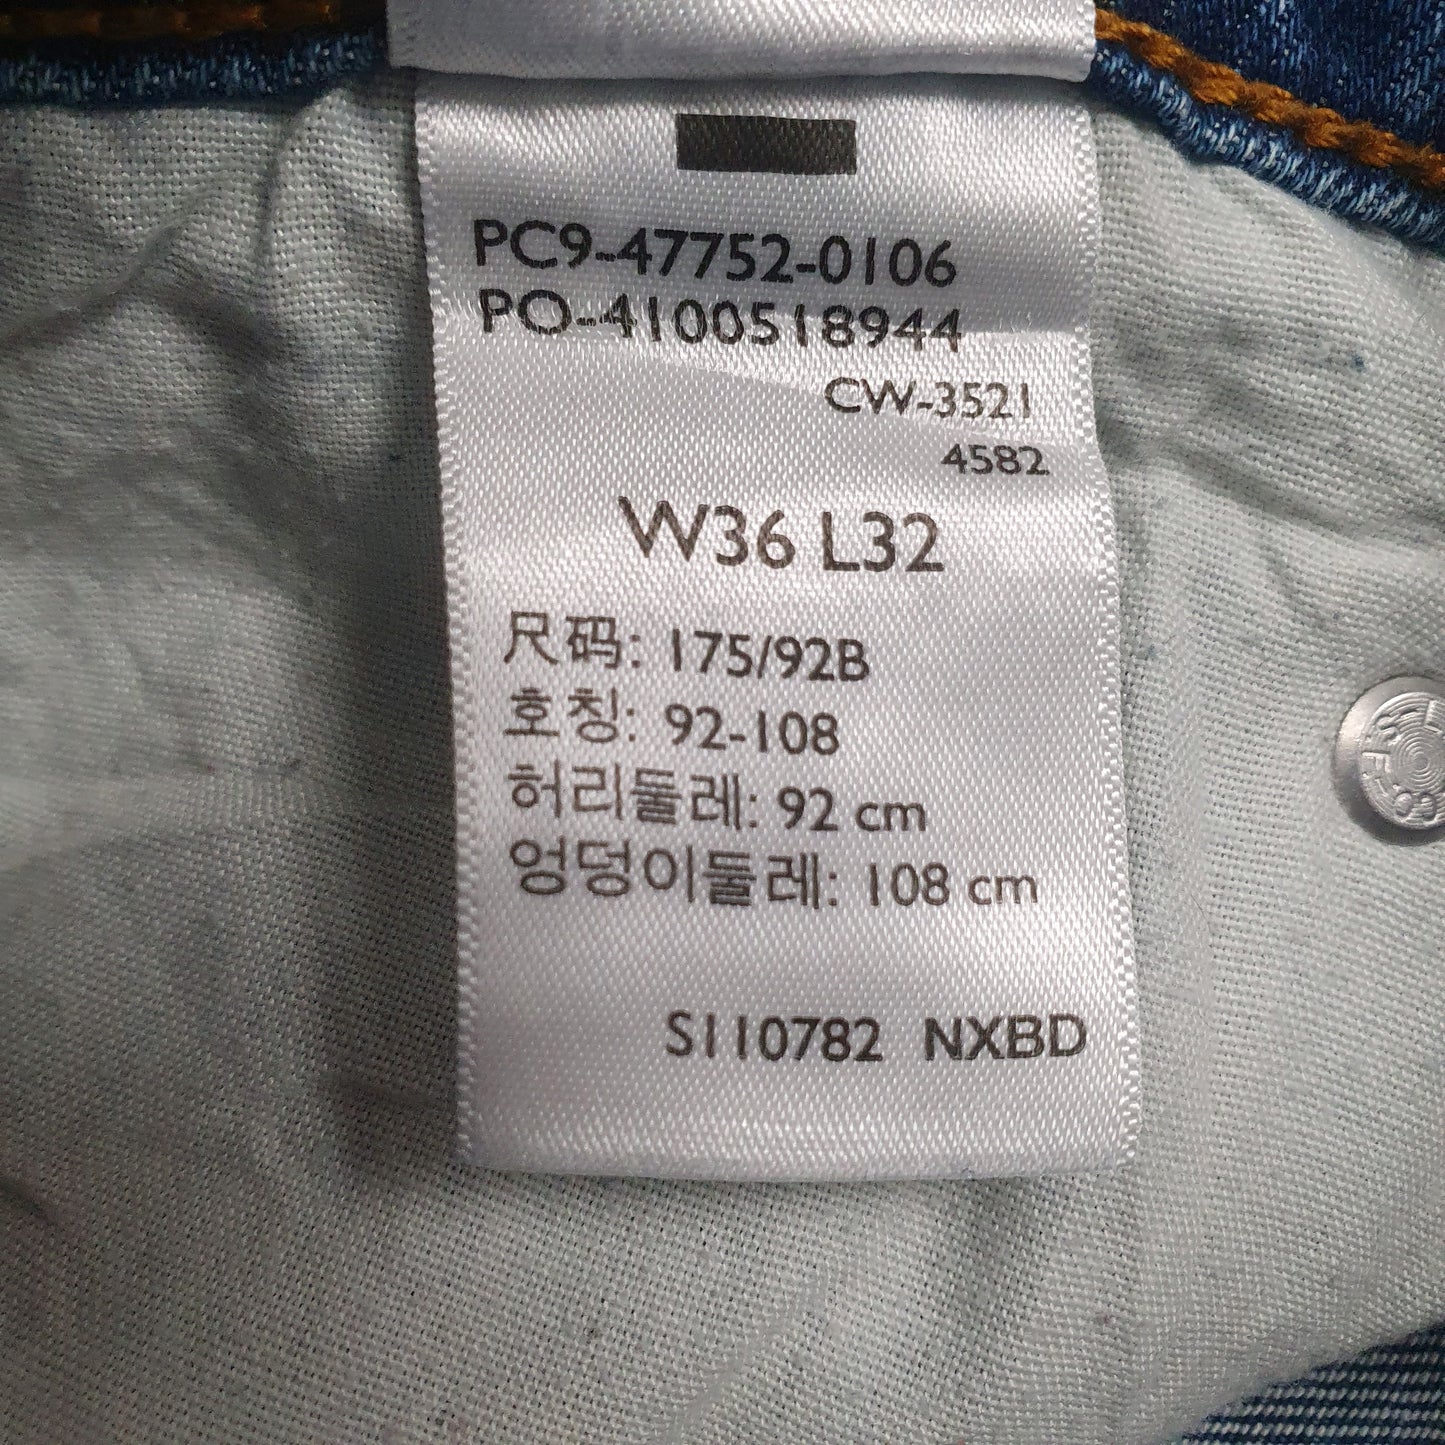 PC9-47752-0106
PO-4100518944
CW-3521
4582
W36 L32
尺码: 175/92B
호칭: 92-108
허리둘레: 92 cm
엉덩이둘레: 108 cm
S110782 NXBD